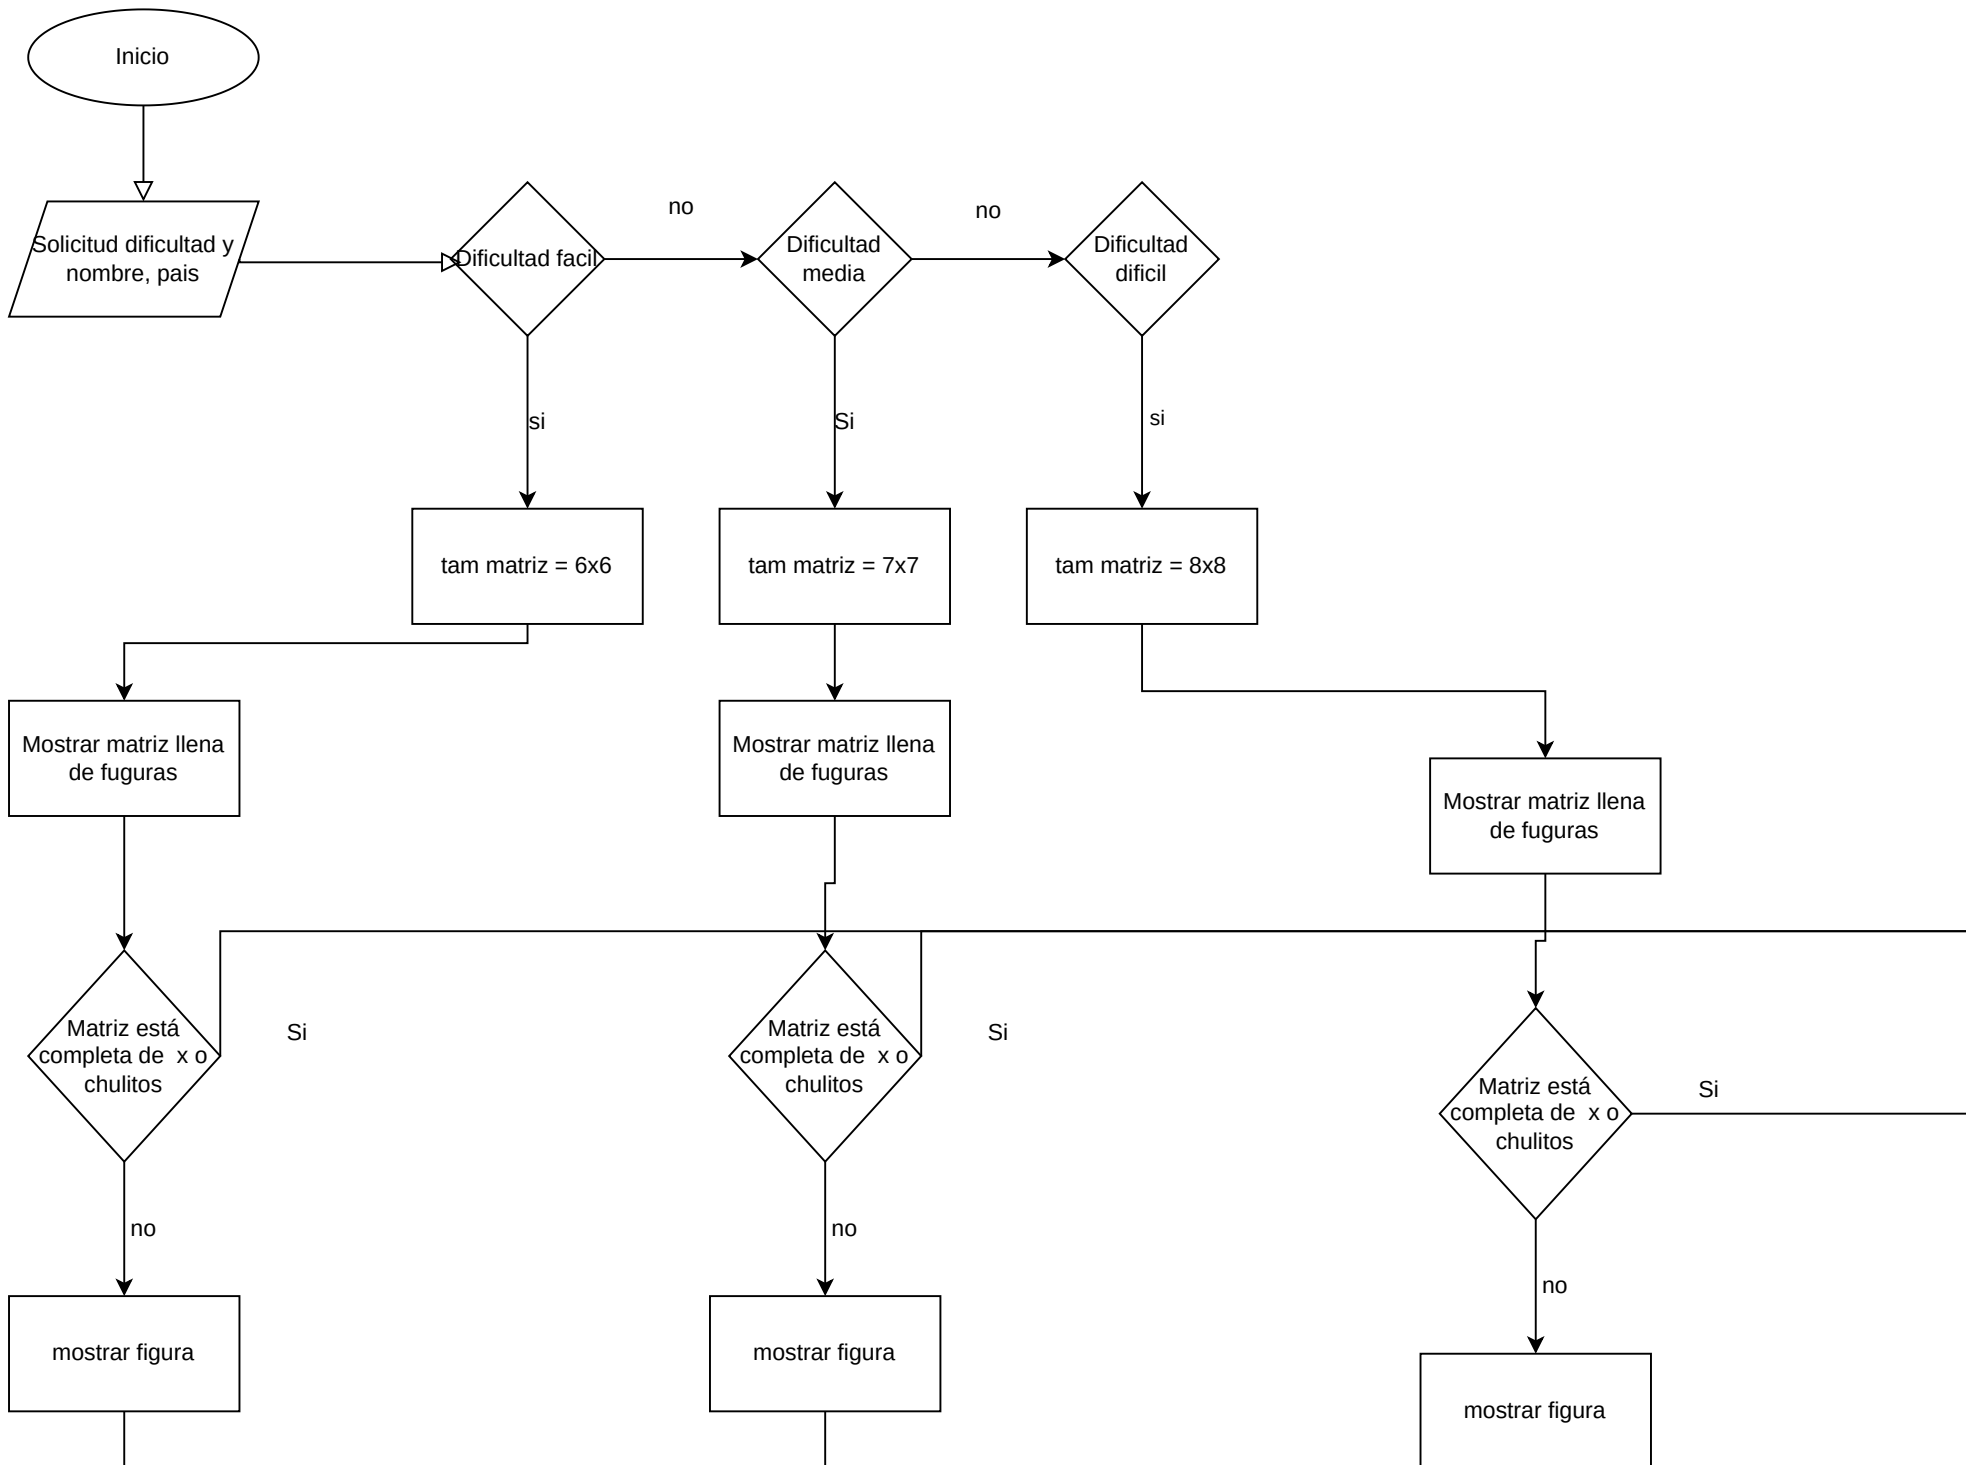 Inicio
no
no
Solicitud dificultad y
nombre, pais
Dificultad facil
Dificultad
media
Dificultad
dificil
si
Si
si
tam matriz = 6x6
tam matriz = 7x7
tam matriz = 8x8
Mostrar matriz llena
de fuguras
Mostrar matriz llena
de fuguras
Mostrar matriz llena
de fuguras
Matriz está
completa de x o
chulitos
Si
Matriz está
completa de x o
chulitos
Si
Matriz está
completa de x o
chulitos
Si
no
no
no
mostrar figura
mostrar figura
mostrar figura